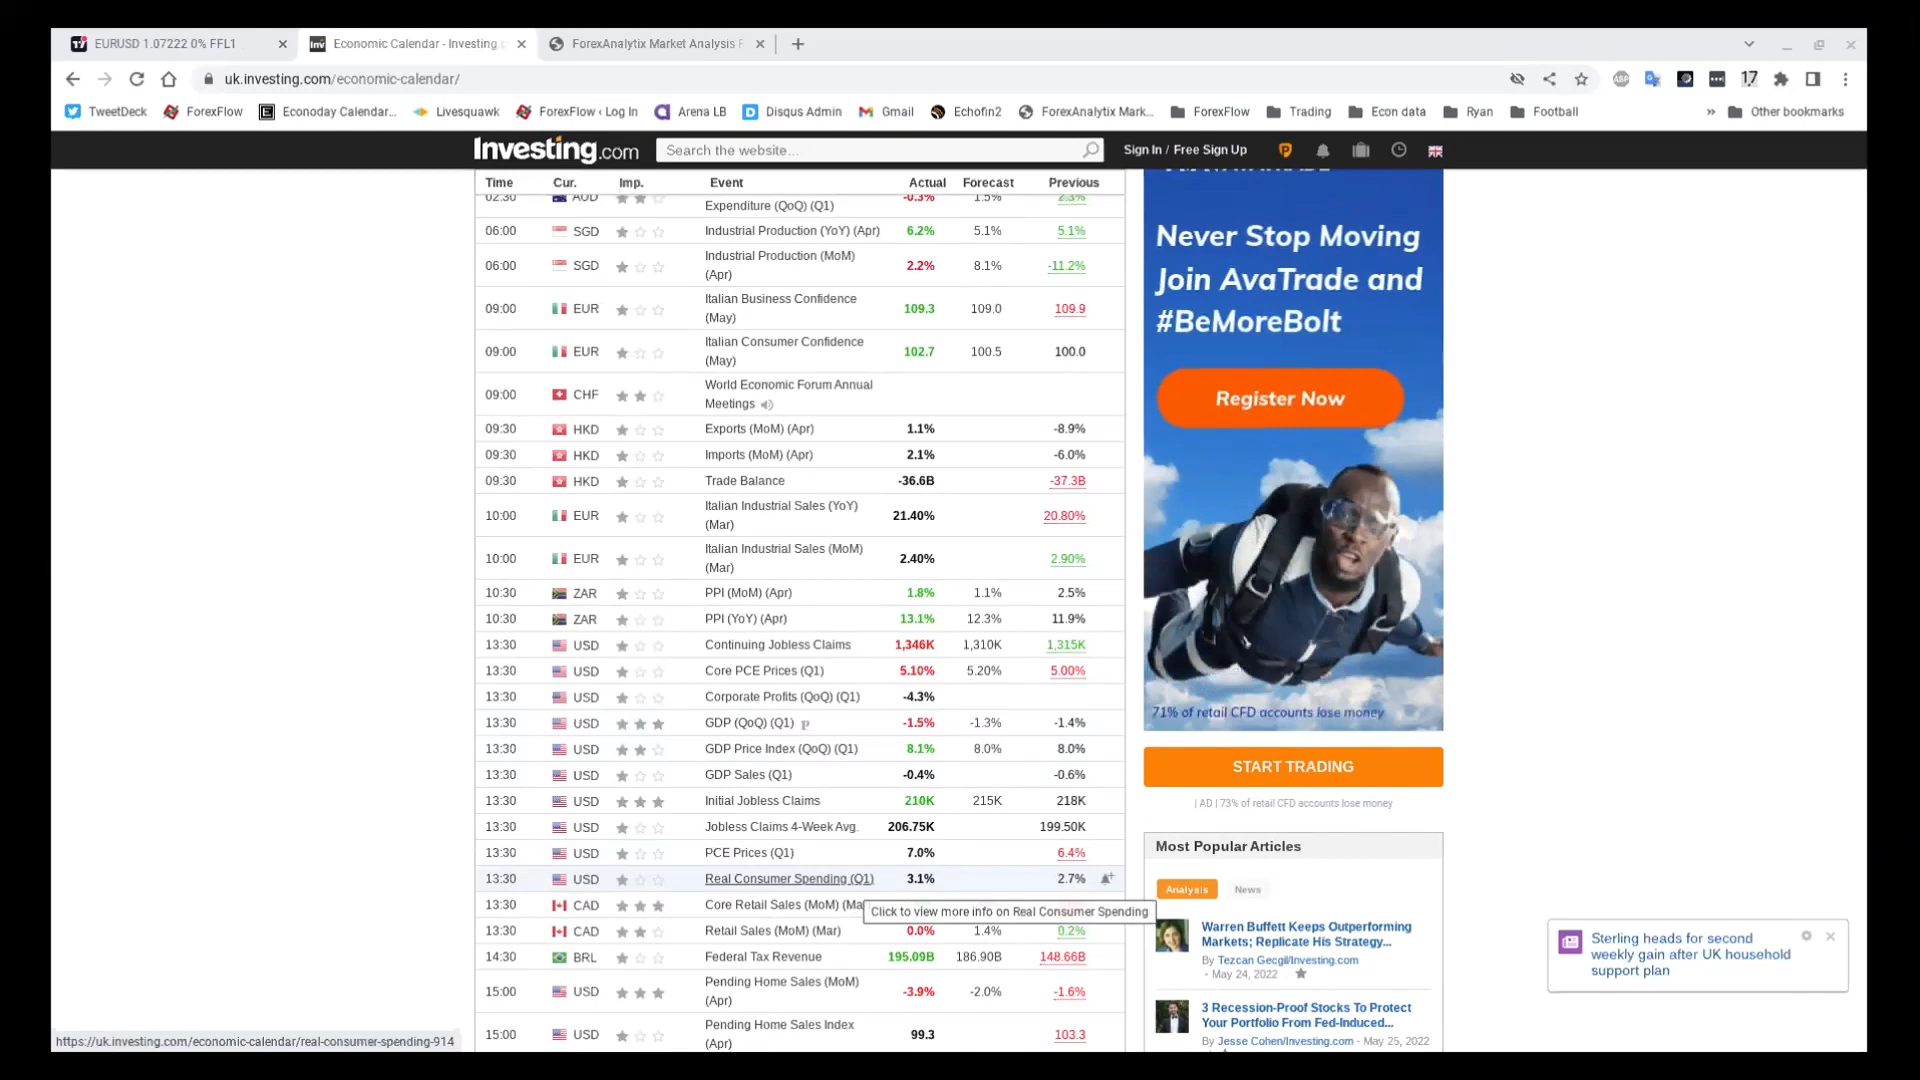 EURUSD 1.07222 0% FFL1
Economic Calendar - Investing.c
ForexAnalytix Market Analysis F
uk.investing.com/economic-calendar/
TweetDeck ForexFlow Econoday Calendar... Livesquawk ForexFlow ‹ Log In Arena LB Disqus Admin Gmail Echofin2 ForexAnalytix Mark... ForexFlow Trading Econ data Ryan Football » Other bookmarks
Investing.com Search the website... Sign In / Free Sign Up
Time Cur. Imp. Event Actual Forecast Previous
02:30 AUD Expenditure (QoQ) (Q1) -0.3% 1.5% 2.3%
06:00 SGD Industrial Production (YoY) (Apr) 6.2% 5.1% 5.1%
06:00 SGD Industrial Production (MoM) (Apr) 2.2% 8.1% -11.2%
09:00 EUR Italian Business Confidence (May) 109.3 109.0 109.9
09:00 EUR Italian Consumer Confidence (May) 102.7 100.5 100.0
09:00 CHF World Economic Forum Annual Meetings
09:30 HKD Exports (MoM) (Apr) 1.1% -8.9%
09:30 HKD Imports (MoM) (Apr) 2.1% -6.0%
09:30 HKD Trade Balance -36.6B -37.3B
10:00 EUR Italian Industrial Sales (YoY) (Mar) 21.40% 20.80%
10:00 EUR Italian Industrial Sales (MoM) (Mar) 2.40% 2.90%
10:30 ZAR PPI (MoM) (Apr) 1.8% 1.1% 2.5%
10:30 ZAR PPI (YoY) (Apr) 13.1% 12.3% 11.9%
13:30 USD Continuing Jobless Claims 1,346K 1,310K 1,315K
13:30 USD Core PCE Prices (Q1) 5.10% 5.20% 5.00%
13:30 USD Corporate Profits (QoQ) (Q1) -4.3%
13:30 USD GDP (QoQ) (Q1) P -1.5% -1.3% -1.4%
13:30 USD GDP Price Index (QoQ) (Q1) 8.1% 8.0% 8.0%
13:30 USD GDP Sales (Q1) -0.4% -0.6%
13:30 USD Initial Jobless Claims 210K 215K 218K
13:30 USD Jobless Claims 4-Week Avg. 206.75K 199.50K
13:30 USD PCE Prices (Q1) 7.0% 6.4%
13:30 USD Real Consumer Spending (Q1) 3.1% 2.7%
13:30 CAD Core Retail Sales (MoM) (Ma
Click to view more info on Real Consumer Spending
13:30 CAD Retail Sales (MoM) (Mar) 0.0% 1.4% 0.2%
14:30 BRL Federal Tax Revenue 195.09B 186.90B 148.66B
15:00 USD Pending Home Sales (MoM) (Apr) -3.9% -2.0% -1.6%
15:00 USD Pending Home Sales Index (Apr) 99.3 103.3
https://uk.investing.com/economic-calendar/real-consumer-spending-914
Never Stop Moving
Join AvaTrade and
#BeMoreBolt
Register Now
71% of retail CFD accounts lose money
START TRADING
| AD | 73% of retail CFD accounts lose money
Most Popular Articles
Analysis News
Warren Buffett Keeps Outperforming
Markets; Replicate His Strategy...
By Tezcan Gecgil/Investing.com
- May 24, 2022
3 Recession-Proof Stocks To Protect
Your Portfolio From Fed-Induced...
By Jesse Cohen/Investing.com - May 25, 2022
Sterling heads for second
weekly gain after UK household
support plan